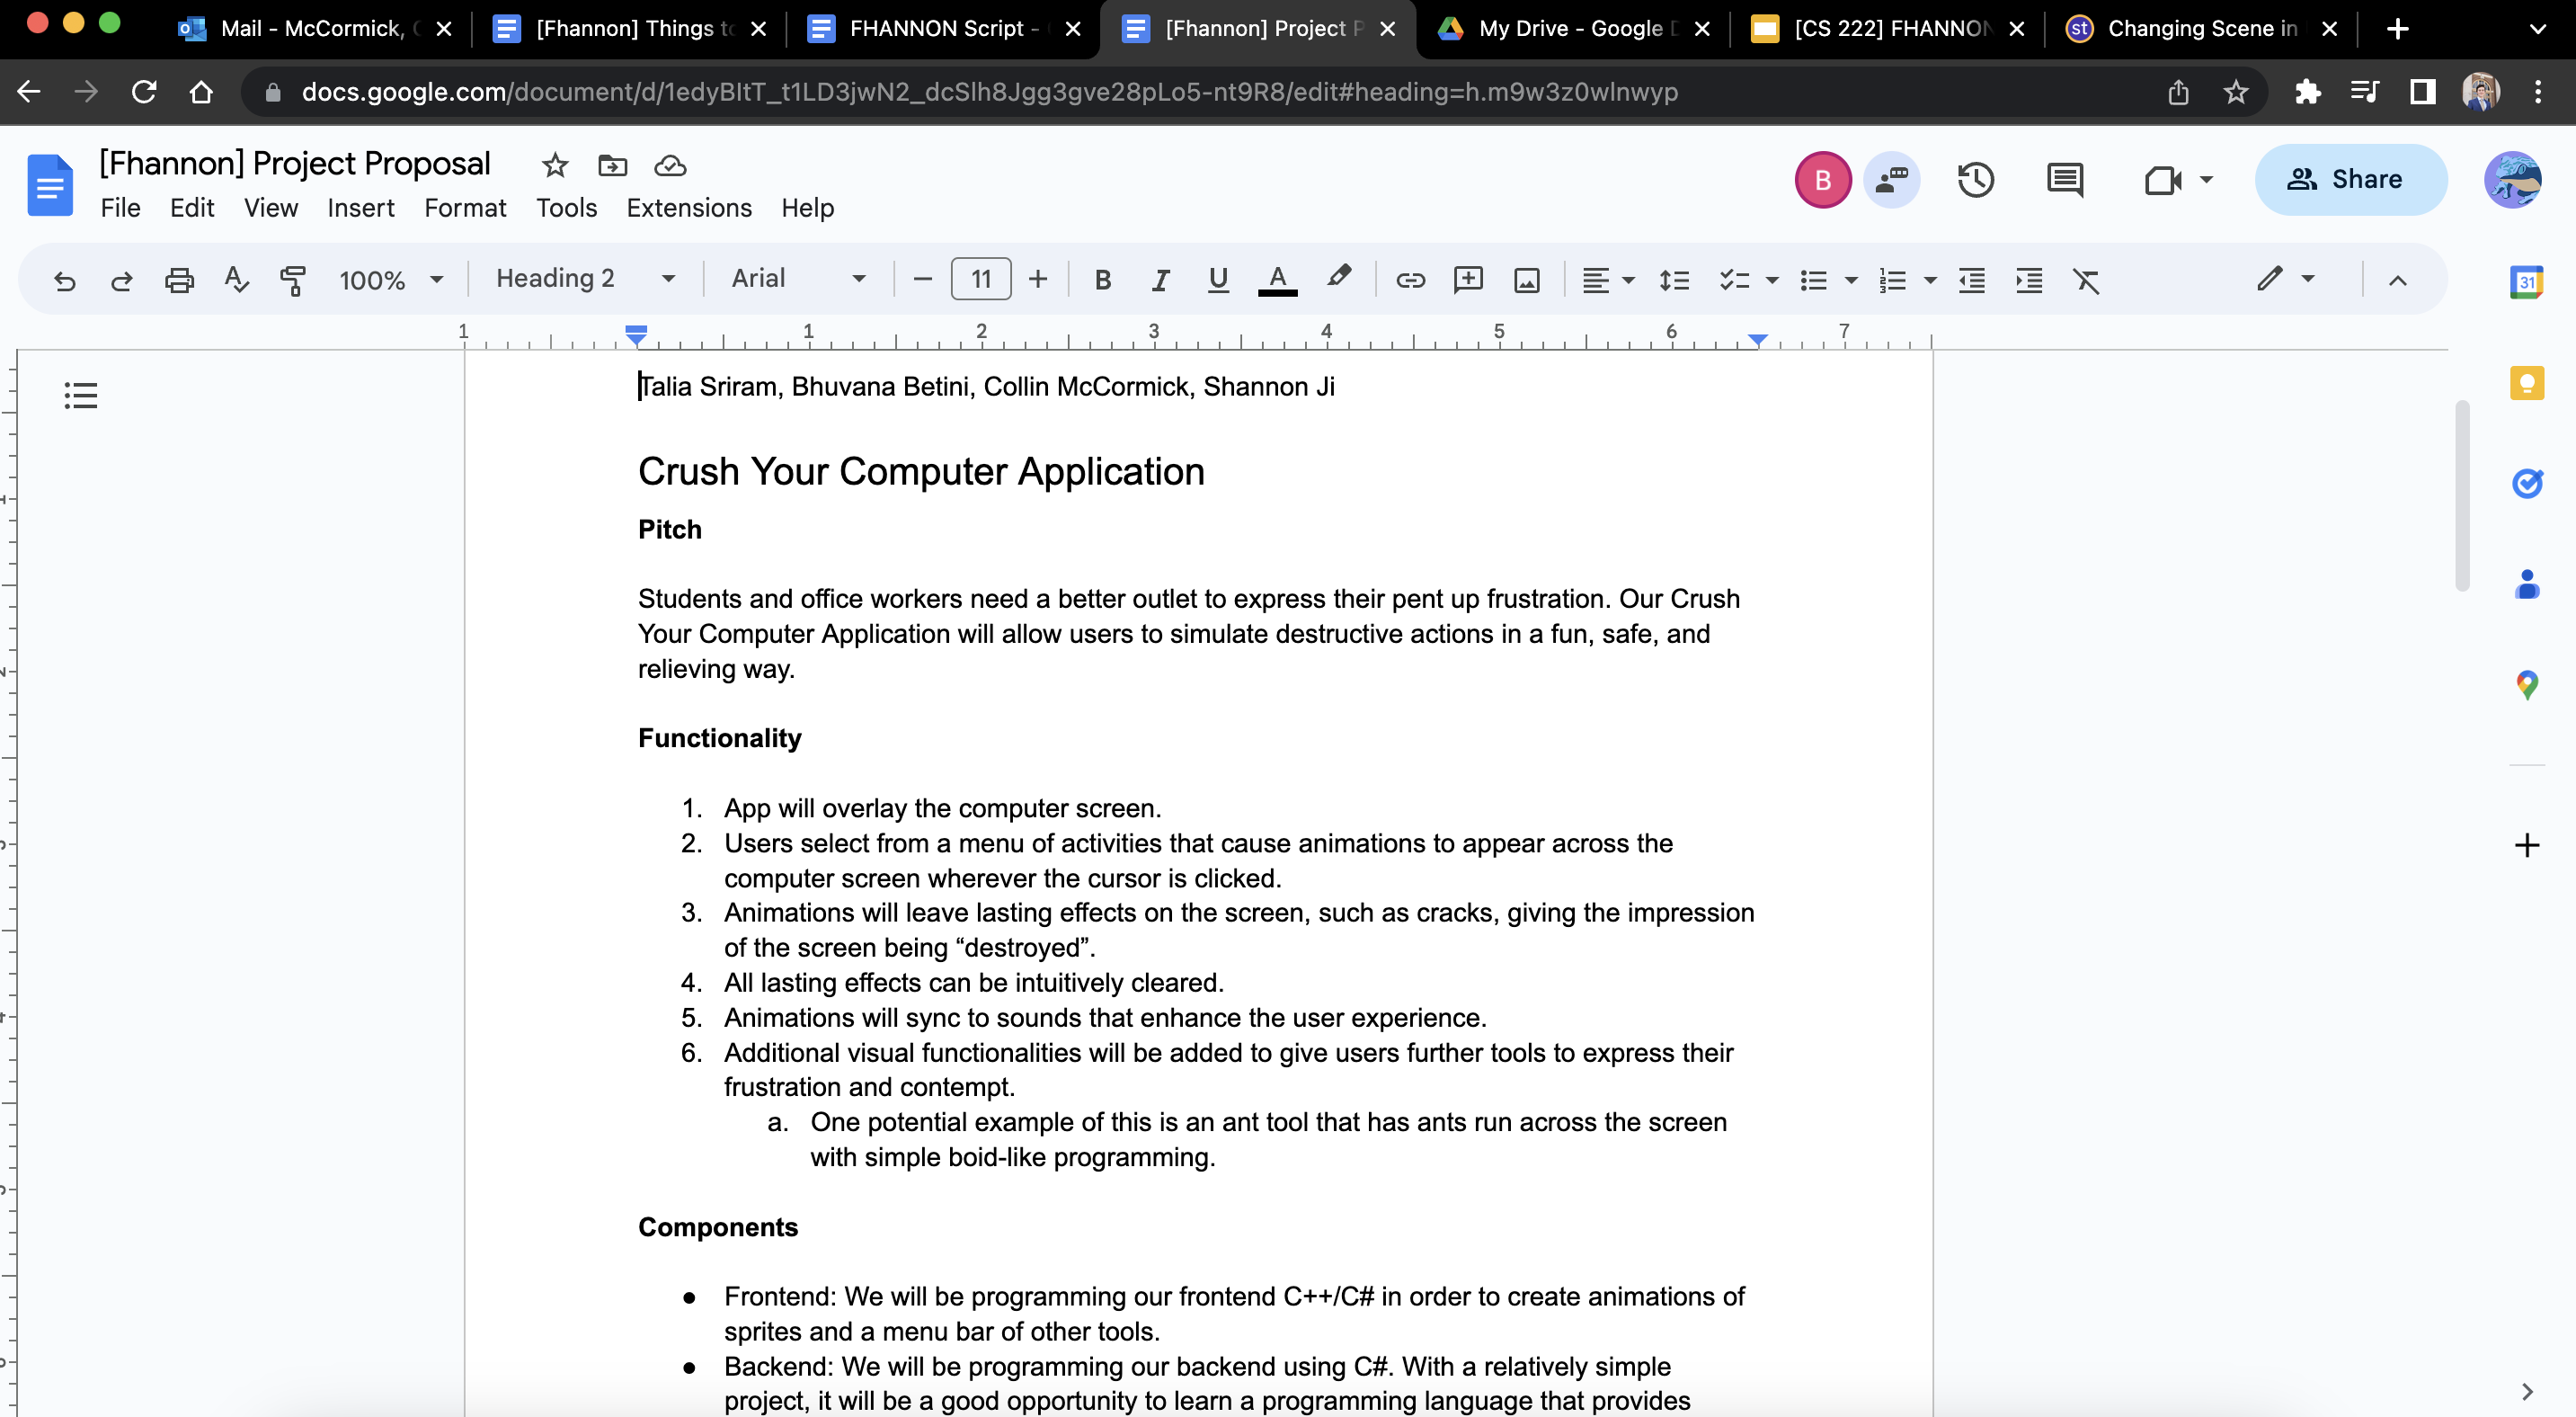 Mail - McCormick,
[Fhannon] Things to
FHANNON Script -
[Fhannon] Project P
My Drive - Google D
[CS 222] FHANNON
st
Changing Scene in
docs.google.com/document/d/1edyBItT_t1LD3jwN2_dcSlh8Jgg3gve28pLo5-nt9R8/edit#heading=h.m9w3z0wlnwyp
[Fhannon] Project Proposal
B
Share
File Edit View Insert Format Tools Extensions Help
100% Heading 2 Arial 11 B I U A
31
1 1 2 3 4 5 6 7
Talia Sriram, Bhuvana Betini, Collin McCormick, Shannon Ji
Crush Your Computer Application
Pitch
Students and office workers need a better outlet to express their pent up frustration. Our Crush
Your Computer Application will allow users to simulate destructive actions in a fun, safe, and
relieving way.
Functionality
1. App will overlay the computer screen.
2. Users select from a menu of activities that cause animations to appear across the
computer screen wherever the cursor is clicked.
3. Animations will leave lasting effects on the screen, such as cracks, giving the impression
of the screen being “destroyed”.
4. All lasting effects can be intuitively cleared.
5. Animations will sync to sounds that enhance the user experience.
6. Additional visual functionalities will be added to give users further tools to express their
frustration and contempt.
a. One potential example of this is an ant tool that has ants run across the screen
with simple boid-like programming.
Components
● Frontend: We will be programming our frontend C++/C# in order to create animations of
sprites and a menu bar of other tools.
● Backend: We will be programming our backend using C#. With a relatively simple
project, it will be a good opportunity to learn a programming language that provides